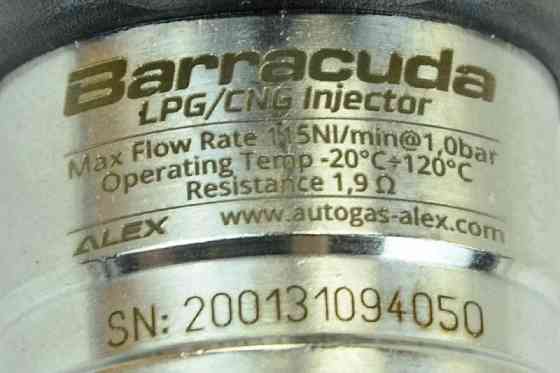 Barracuda
LPG/CNG Injector
Max Flow Rate 115Nl/min@1,0bar
Operating Temp -20°C÷120°C
Resistance 1,9 Ω
ALEX www.autogas-alex.com
SN: 200131094050